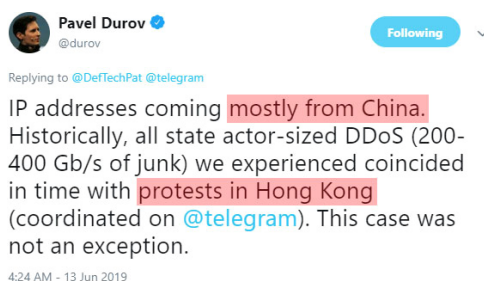 Pavel Durov
@durov
Following
Replying to @DefTechPat @telegram
IP addresses coming mostly from China.
Historically, all state actor-sized DDoS (200-
400 Gb/s of junk) we experienced coincided
in time with protests in Hong Kong
(coordinated on @telegram). This case was
not an exception.
4:24 AM - 13 Jun 2019